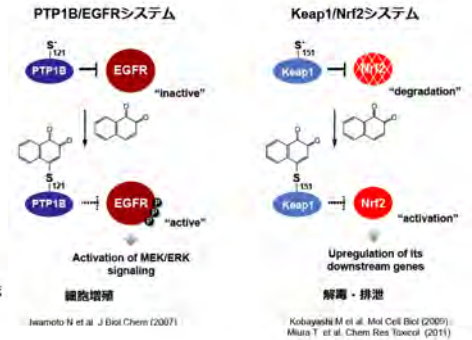 PTP1B/EGFRシステム
S-
121
PTP1B
EGFR
"inactive"
O
O
O
O
S
121
PTP1B
EGFR
P
P
P
"active"
Activation of MEK/ERK
signaling
細胞増殖
Iwamoto N et al. J Biol Chem (2007)
Keap1/Nrf2システム
S-
151
Keap1
Nrf2
"degradation"
O
O
O
O
S
151
Keap1
Nrf2
"activation"
Upregulation of its
downstream genes
解毒・排泄
Kobayashi M et al. Mol Cell Biol (2009)
Miura T et al. Chem Res Toxicol (2011)